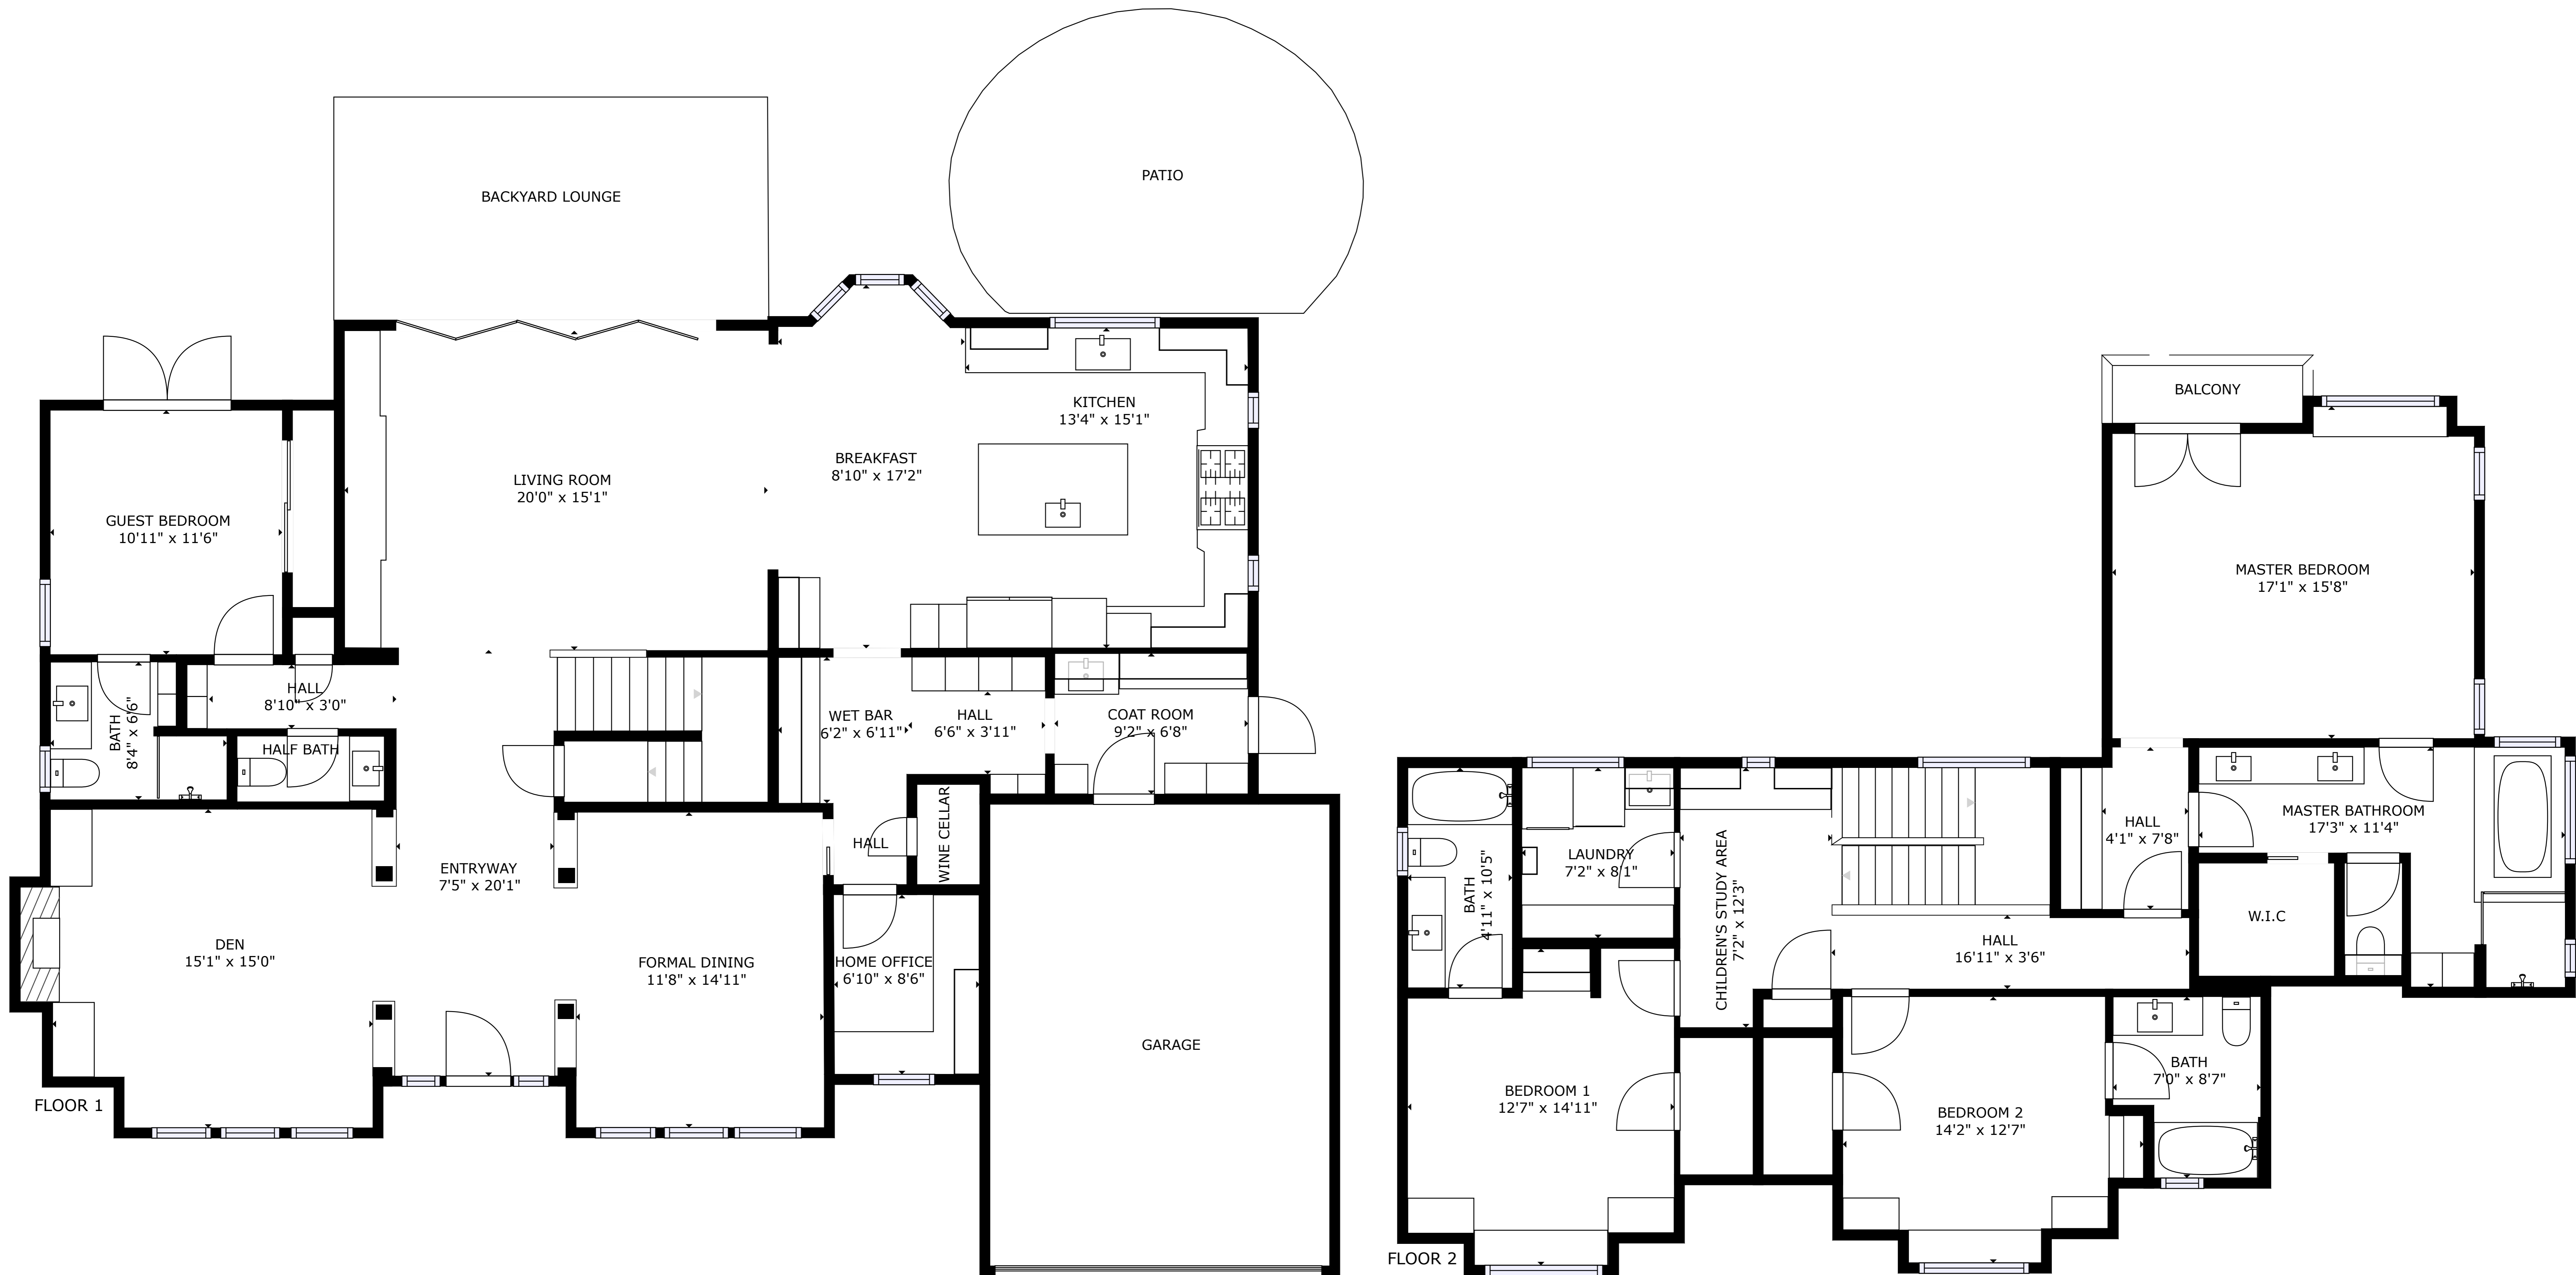 BACKYARD LOUNGE
PATIO
KITCHEN
13'4" x 15'1"
BREAKFAST
8'10" x 17'2"
LIVING ROOM
20'0" x 15'1"
GUEST BEDROOM
10'11" x 11'6"
HALL
8'10" x 3'0"
BATH
8'4" x 6'6"
HALF BATH
WET BAR
6'2" x 6'11"
HALL
6'6" x 3'11"
COAT ROOM
9'2" x 6'8"
HALL
WINE CELLAR
ENTRYWAY
7'5" x 20'1"
DEN
15'1" x 15'0"
FORMAL DINING
11'8" x 14'11"
HOME OFFICE
6'10" x 8'6"
GARAGE
FLOOR 1
BALCONY
MASTER BEDROOM
17'1" x 15'8"
MASTER BATHROOM
17'3" x 11'4"
HALL
4'1" x 7'8"
W.I.C
LAUNDRY
7'2" x 8'1"
BATH
4'11" x 10'5"
CHILDREN'S STUDY AREA
7'2" x 12'3"
HALL
16'11" x 3'6"
BEDROOM 1
12'7" x 14'11"
BEDROOM 2
14'2" x 12'7"
BATH
7'0" x 8'7"
FLOOR 2